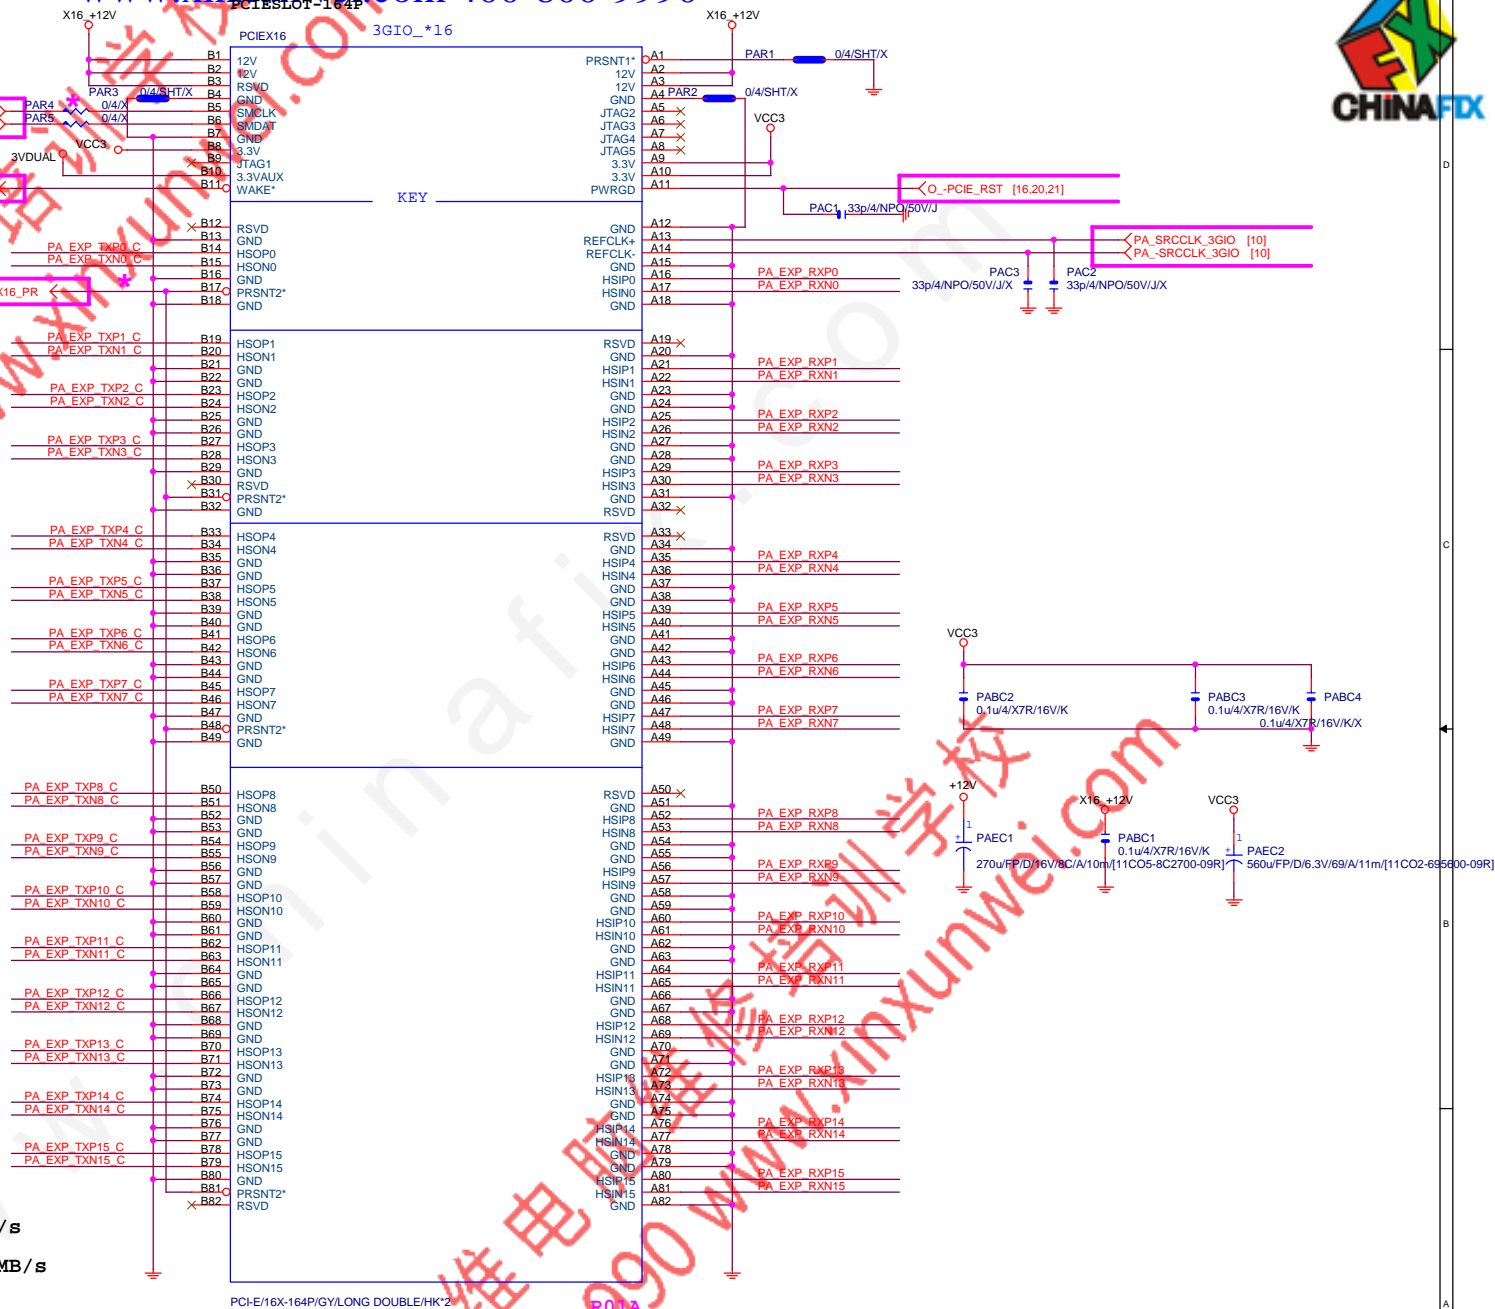 PCIESLOT-164P
X16_+12V
PCIEX16
3GIO_*16
X16_+12V
CHINAFIX
B1 12V
B2 12V
B3 RSVD
B4 GND
B5 SMCLK
B6 SMDAT
B7 GND
B8 3.3V
B9 JTAG1
B10 3.3VAUX
B11 WAKE*
PAR3 0/4/SHT/X
PAR4 0/4/X
PAR5 0/4/X
VCC3
3VDUAL
PRSNT1* A1
12V A2
12V A3
GND A4
JTAG2 A5
JTAG3 A6
JTAG4 A7
JTAG5 A8
3.3V A9
3.3V A10
PWRGD A11
PAR1 0/4/SHT/X
PAR2 0/4/SHT/X
VCC3
O_-PCIE_RST [16,20,21]
PAC1 33p/4/NPO/50V/J
KEY
B12 RSVD
B13 GND
PA_EXP_TXP0_C B14 HSOP0
PA_EXP_TXN0_C B15 HSON0
B16 GND
X16_PR B17 PRSNT2*
B18 GND
GND A12
REFCLK+ A13 PA_SRCCLK_3GIO [10]
REFCLK- A14 PA_-SRCCLK_3GIO [10]
GND A15
HSIP0 A16 PA_EXP_RXP0
HSIN0 A17 PA_EXP_RXN0
GND A18
PAC3 33p/4/NPO/50V/J/X
PAC2 33p/4/NPO/50V/J/X
PA_EXP_TXP1_C B19 HSOP1
PA_EXP_TXN1_C B20 HSON1
B21 GND
B22 GND
PA_EXP_TXP2_C B23 HSOP2
PA_EXP_TXN2_C B24 HSON2
B25 GND
B26 GND
PA_EXP_TXP3_C B27 HSOP3
PA_EXP_TXN3_C B28 HSON3
B29 GND
B30 RSVD
B31 PRSNT2*
B32 GND
RSVD A19
GND A20
HSIP1 A21 PA_EXP_RXP1
HSIN1 A22 PA_EXP_RXN1
GND A23
GND A24
HSIP2 A25 PA_EXP_RXP2
HSIN2 A26 PA_EXP_RXN2
GND A27
GND A28
HSIP3 A29 PA_EXP_RXP3
HSIN3 A30 PA_EXP_RXN3
GND A31
RSVD A32
PA_EXP_TXP4_C B33 HSOP4
PA_EXP_TXN4_C B34 HSON4
B35 GND
B36 GND
PA_EXP_TXP5_C B37 HSOP5
PA_EXP_TXN5_C B38 HSON5
B39 GND
B40 GND
PA_EXP_TXP6_C B41 HSOP6
PA_EXP_TXN6_C B42 HSON6
B43 GND
B44 GND
PA_EXP_TXP7_C B45 HSOP7
PA_EXP_TXN7_C B46 HSON7
B47 GND
B48 PRSNT2*
B49 GND
RSVD A33
GND A34
HSIP4 A35 PA_EXP_RXP4
HSIN4 A36 PA_EXP_RXN4
GND A37
GND A38
HSIP5 A39 PA_EXP_RXP5
HSIN5 A40 PA_EXP_RXN5
GND A41
GND A42
HSIP6 A43 PA_EXP_RXP6
HSIN6 A44 PA_EXP_RXN6
GND A45
GND A46
HSIP7 A47 PA_EXP_RXP7
HSIN7 A48 PA_EXP_RXN7
GND A49
VCC3
PABC2 0.1u/4/X7R/16V/K
PABC3 0.1u/4/X7R/16V/K
PABC4 0.1u/4/X7R/16V/K/X
PA_EXP_TXP8_C B50 HSOP8
PA_EXP_TXN8_C B51 HSON8
B52 GND
B53 GND
PA_EXP_TXP9_C B54 HSOP9
PA_EXP_TXN9_C B55 HSON9
B56 GND
B57 GND
PA_EXP_TXP10_C B58 HSOP10
PA_EXP_TXN10_C B59 HSON10
B60 GND
B61 GND
PA_EXP_TXP11_C B62 HSOP11
PA_EXP_TXN11_C B63 HSON11
B64 GND
B65 GND
PA_EXP_TXP12_C B66 HSOP12
PA_EXP_TXN12_C B67 HSON12
B68 GND
B69 GND
PA_EXP_TXP13_C B70 HSOP13
PA_EXP_TXN13_C B71 HSON13
B72 GND
B73 GND
PA_EXP_TXP14_C B74 HSOP14
PA_EXP_TXN14_C B75 HSON14
B76 GND
B77 GND
PA_EXP_TXP15_C B78 HSOP15
PA_EXP_TXN15_C B79 HSON15
B80 GND
B81 PRSNT2*
B82 RSVD
RSVD A50
GND A51
HSIP8 A52 PA_EXP_RXP8
HSIN8 A53 PA_EXP_RXN8
GND A54
GND A55
HSIP9 A56 PA_EXP_RXP9
HSIN9 A57 PA_EXP_RXN9
GND A58
GND A59
HSIP10 A60 PA_EXP_RXP10
HSIN10 A61 PA_EXP_RXN10
GND A62
GND A63
HSIP11 A64 PA_EXP_RXP11
HSIN11 A65 PA_EXP_RXN11
GND A66
GND A67
HSIP12 A68 PA_EXP_RXP12
HSIN12 A69 PA_EXP_RXN12
GND A70
GND A71
HSIP13 A72 PA_EXP_RXP13
HSIN13 A73 PA_EXP_RXN13
GND A74
GND A75
HSIP14 A76 PA_EXP_RXP14
HSIN14 A77 PA_EXP_RXN14
GND A78
GND A79
HSIP15 A80 PA_EXP_RXP15
HSIN15 A81 PA_EXP_RXN15
GND A82
+12V
PAEC1
270u/FP/D/16V/8C/A/10m/[11CO5-8C2700-09R]
X16_+12V
PABC1
0.1u/4/X7R/16V/K
VCC3
PAEC2
560u/FP/D/6.3V/69/A/11m/[11CO2-695600-09R]
D
C
B
A
/s
MB/s
PCI-E/16X-164P/GY/LONG DOUBLE/HK*2
R01A
维电脑维修培训学校
990 www.xinxunwei.com
chinafix.com